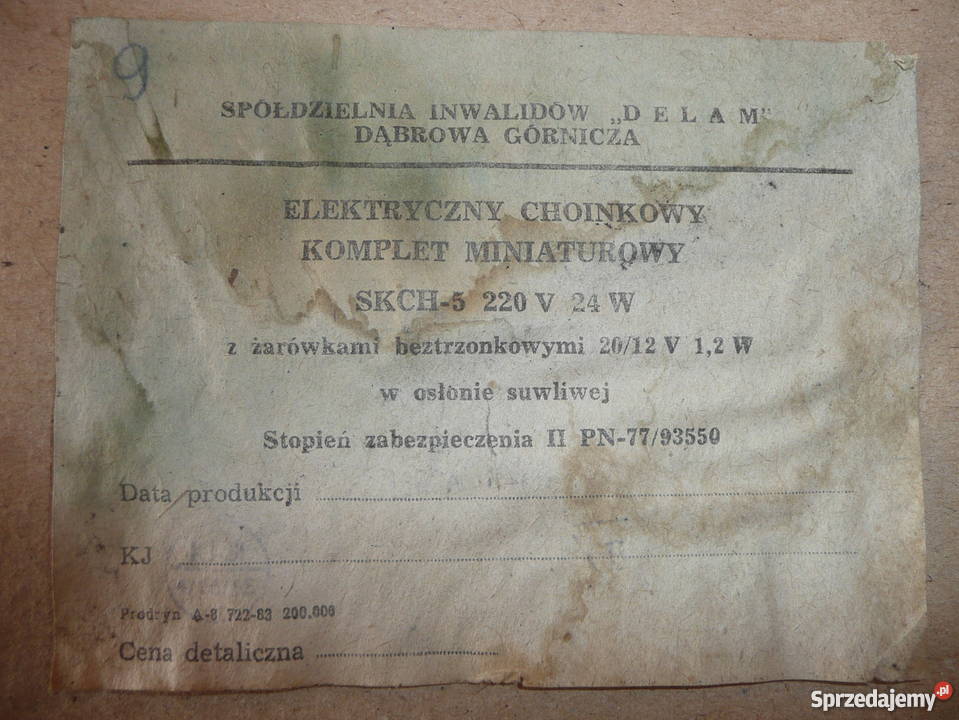 9
SPÓŁDZIELNIA INWALIDÓW „D E L A M"
DĄBROWA GÓRNICZA
ELEKTRYCZNY CHOINKOWY
KOMPLET MINIATUROWY
SKCH-5 220 V 24 W
z żarówkami beztrzonkowymi 20/12 V 1,2 W
w osłonie suwliwej
Stopień zabezpieczenia II PN-77/93550
Data produkcji
KJ
Prodryn A-8 722-83 200.000
Cena detaliczna
Sprzedajemy.pl